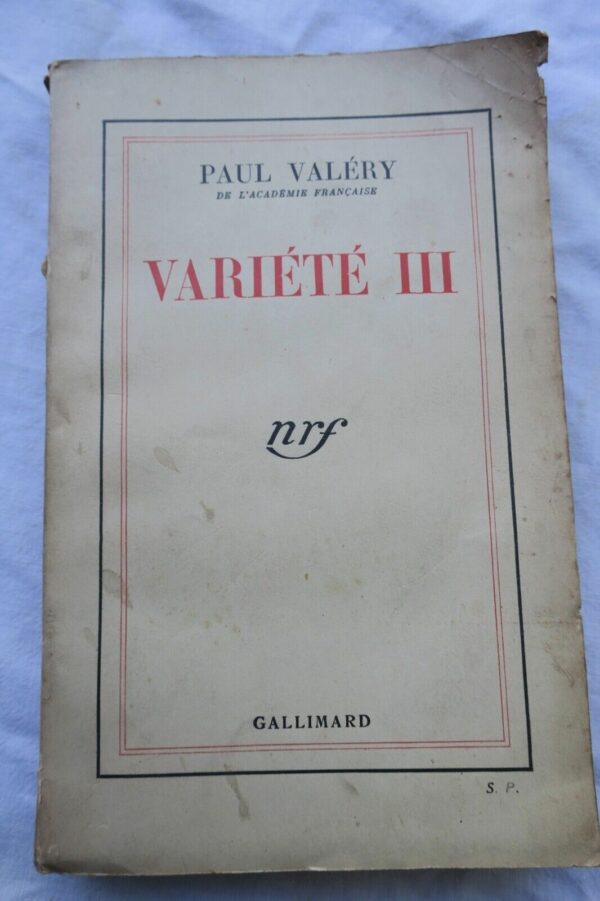 PAUL VALÉRY
DE L'ACADÉMIE FRANÇAISE
VARIÉTÉ III
nrf
GALLIMARD
S. P.